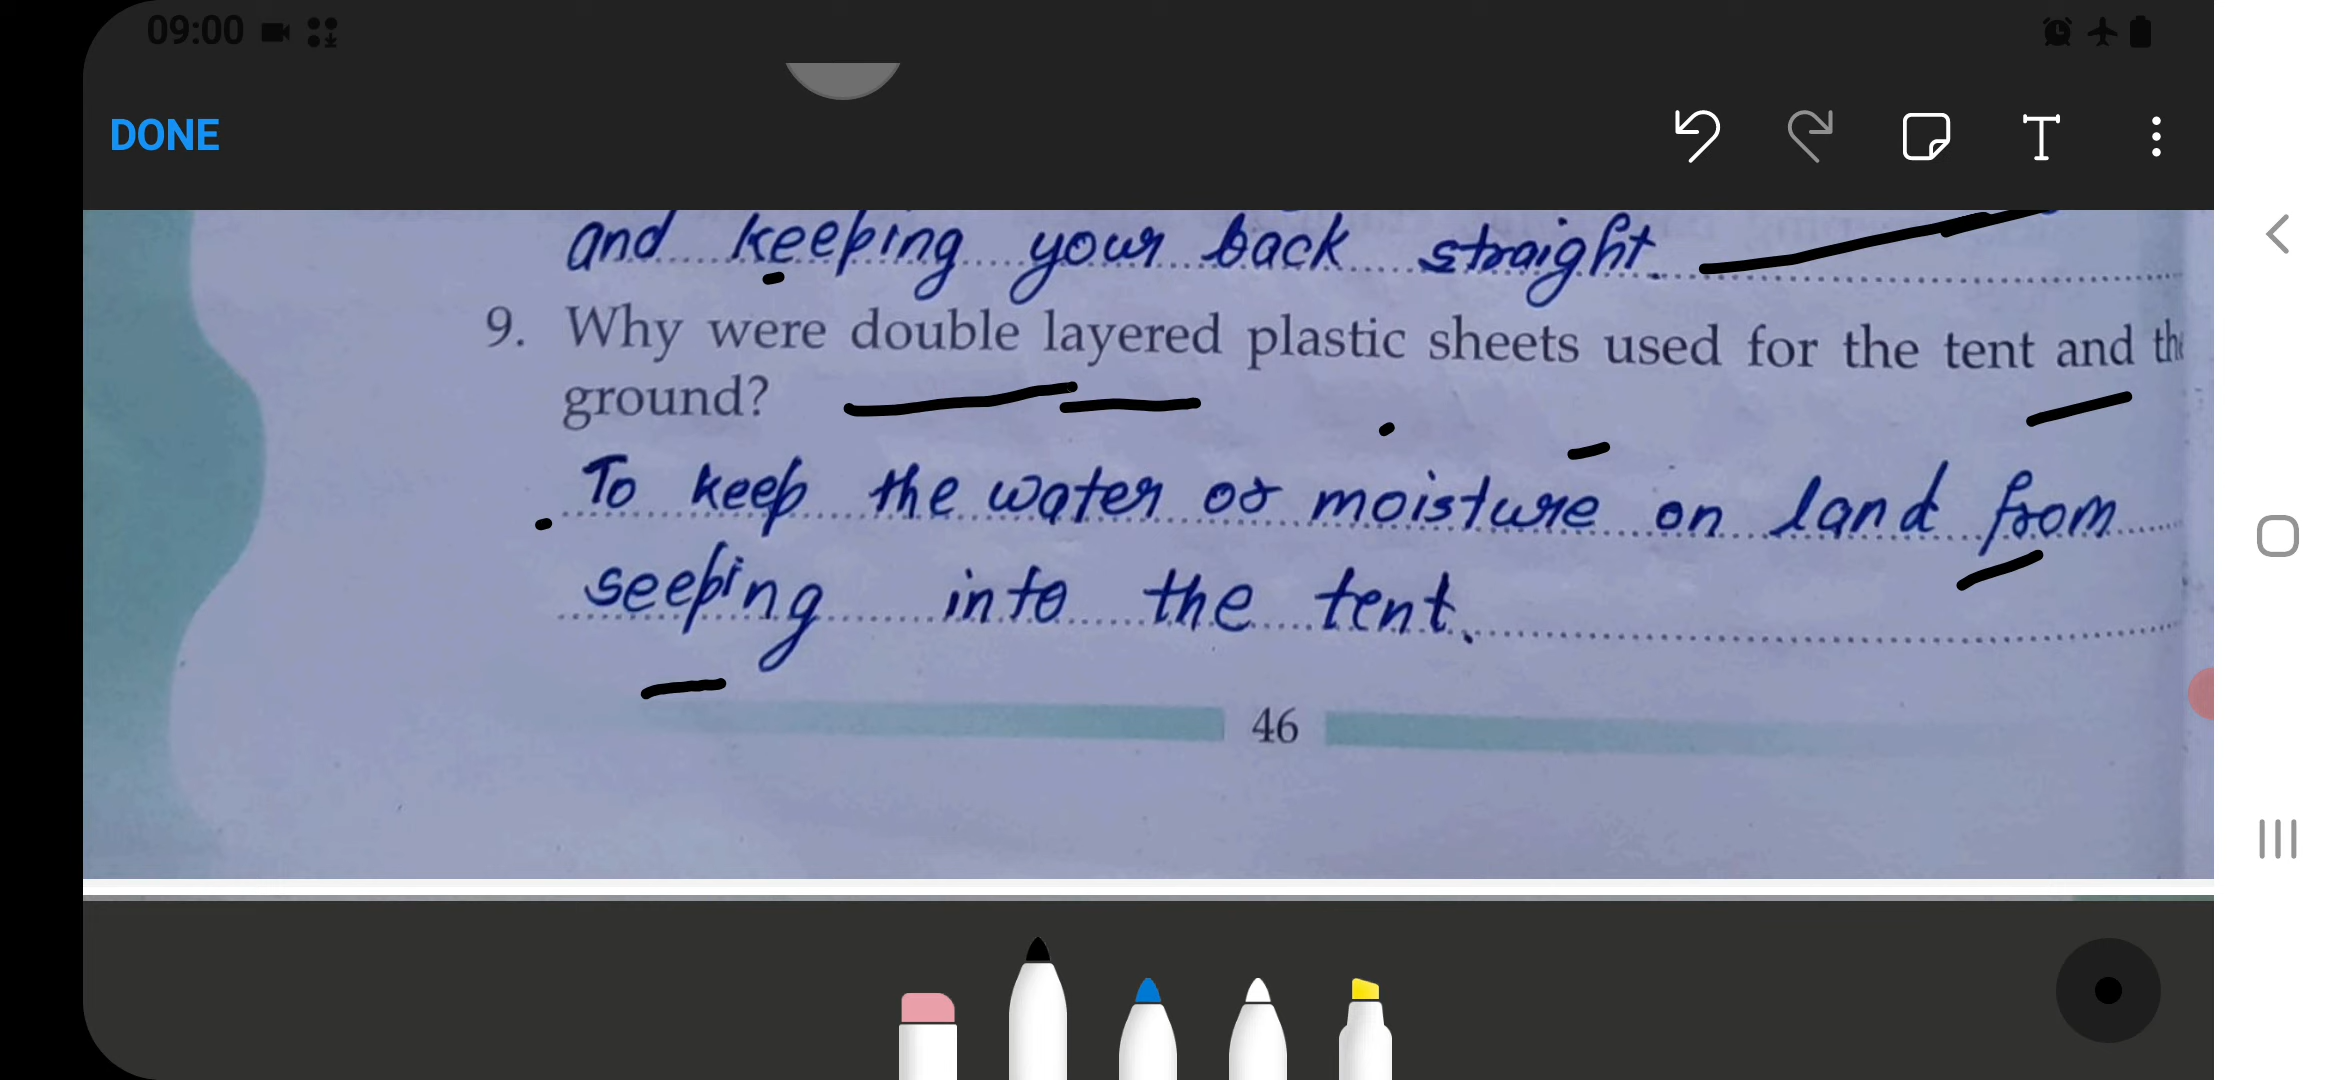 09:00
DONE
T
and keeping your back straight.
9. Why were double layered plastic sheets used for the tent and the
ground?
To keep the water or moisture on land from
seeping into the tent.
46